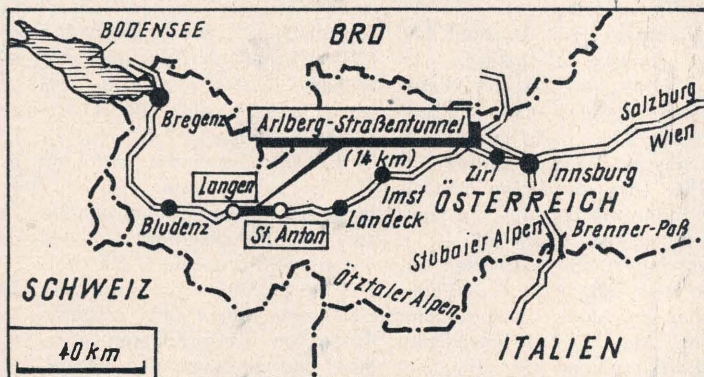 BODENSEE
BRD
Bregenz
Salzburg
Wien
Arlberg-Straßentunnel
(14 km)
Zirl
Innsburg
Langen
Imst
ÖSTERREICH
Bludenz
St. Anton
Landeck
Stubaier Alpen
Brenner-Paß
SCHWEIZ
Ötztaler Alpen
ITALIEN
40 km